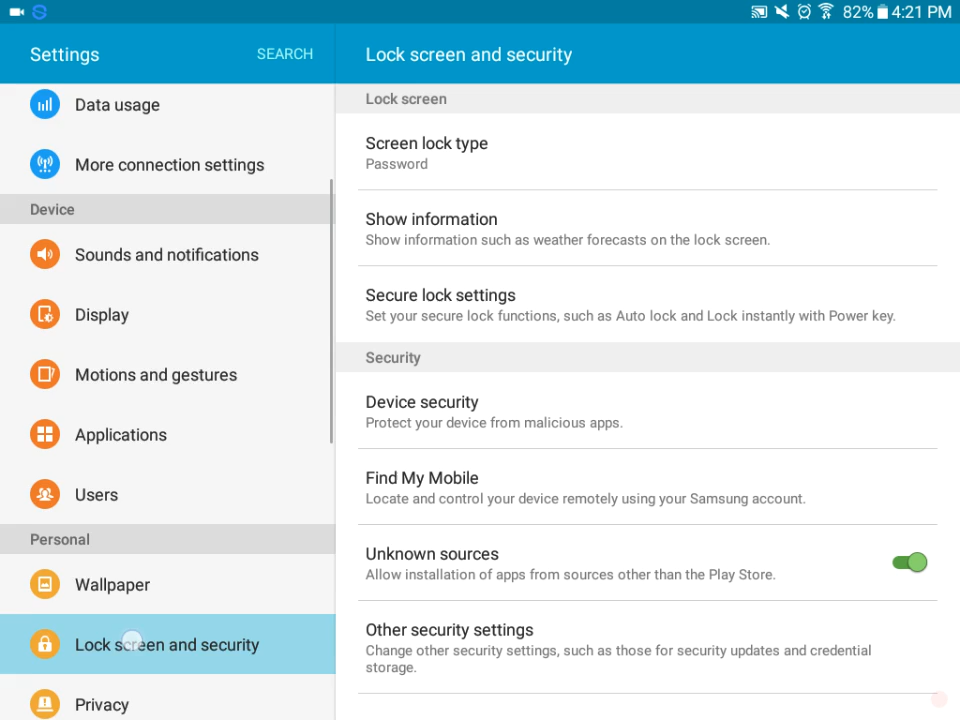 82% 4:21 PM
Settings
SEARCH
Data usage
More connection settings
Device
Sounds and notifications
Display
Motions and gestures
Applications
Users
Personal
Wallpaper
Lock screen and security
Privacy
Lock screen and security
Lock screen
Screen lock type
Password
Show information
Show information such as weather forecasts on the lock screen.
Secure lock settings
Set your secure lock functions, such as Auto lock and Lock instantly with Power key.
Security
Device security
Protect your device from malicious apps.
Find My Mobile
Locate and control your device remotely using your Samsung account.
Unknown sources
Allow installation of apps from sources other than the Play Store.
Other security settings
Change other security settings, such as those for security updates and credential
storage.